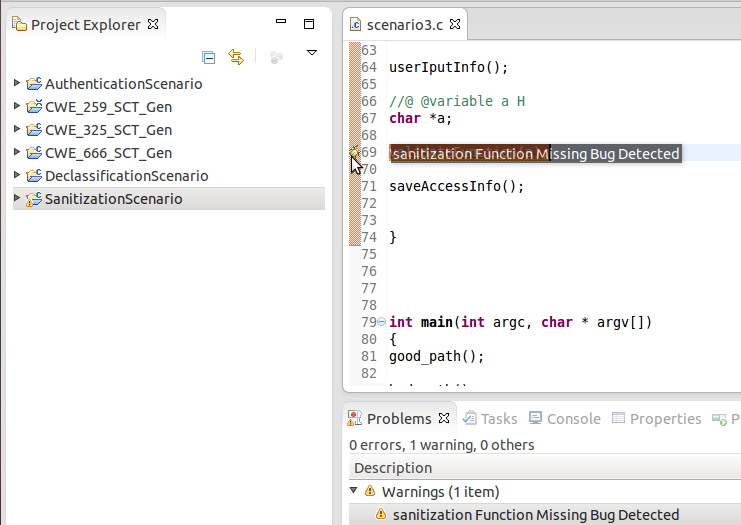 Project Explorer
AuthenticationScenario
CWE_259_SCT_Gen
CWE_325_SCT_Gen
CWE_666_SCT_Gen
DeclassificationScenario
SanitizationScenario
scenario3.c
63
64 userIputInfo();
65
66 //@ @variable a H
67 char *a;
68
69 sanitization Function Missing Bug Detected
70
71 saveAccessInfo();
72
73
74 }
75
76
77
78
79 int main(int argc, char * argv[])
80 {
81 good_path();
82
Problems Tasks Console Properties P
0 errors, 1 warning, 0 others
Description
Warnings (1 item)
sanitization Function Missing Bug Detected